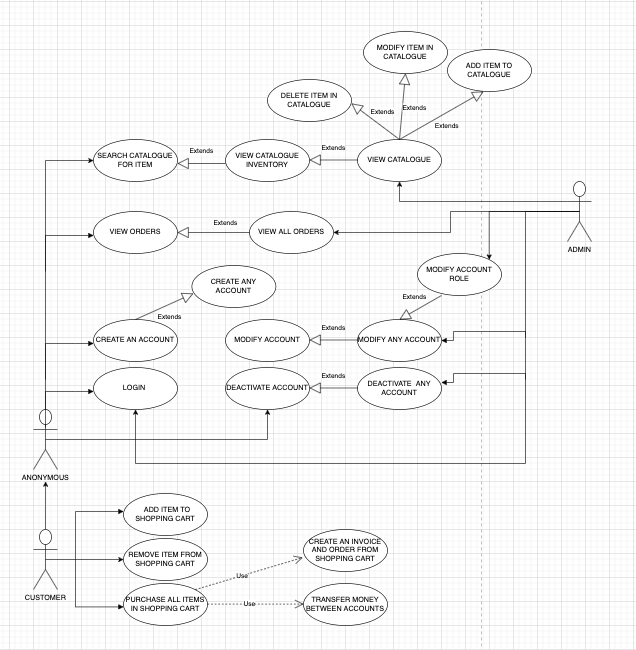 MODIFY ITEM IN
CATALOGUE
ADD ITEM TO
CATALOGUE
DELETE ITEM IN
CATALOGUE
Extends
Extends
Extends
SEARCH CATALOGUE
FOR ITEM
Extends
VIEW CATALOGUE
INVENTORY
Extends
VIEW CATALOGUE
VIEW ORDERS
Extends
VIEW ALL ORDERS
ADMIN
MODIFY ACCOUNT
ROLE
CREATE ANY
ACCOUNT
Extends
Extends
CREATE AN ACCOUNT
MODIFY ACCOUNT
Extends
MODIFY ANY ACCOUNT
LOGIN
DEACTIVATE ACCOUNT
Extends
DEACTIVATE ANY
ACCOUNT
ANONYMOUS
ADD ITEM TO
SHOPPING CART
REMOVE ITEM FROM
SHOPPING CART
CREATE AN INVOICE
AND ORDER FROM
SHOPPING CART
Use
CUSTOMER
PURCHASE ALL ITEMS
IN SHOPPING CART
Use
TRANSFER MONEY
BETWEEN ACCOUNTS